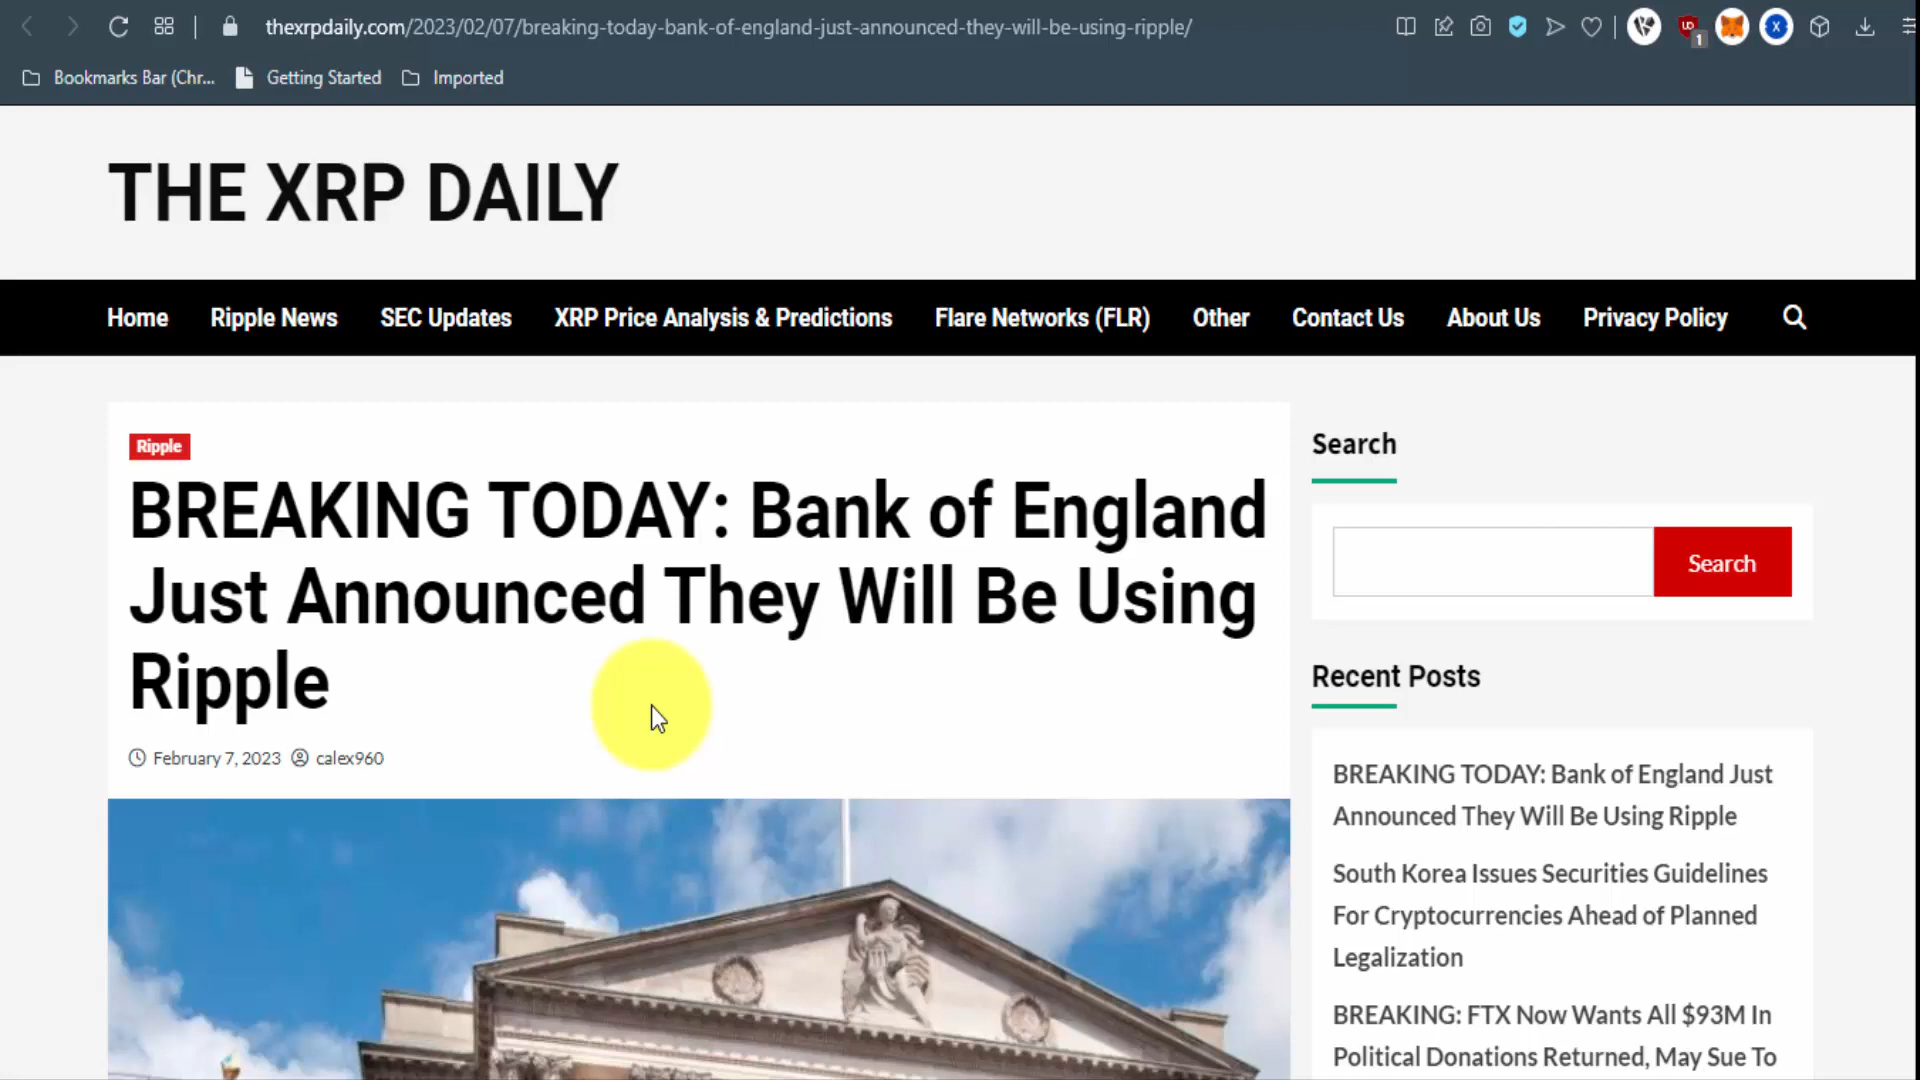 thexrpdaily.com/2023/02/07/breaking-today-bank-of-england-just-announced-they-will-be-using-ripple/
UD
1
X
Bookmarks Bar (Chr...
Getting Started
Imported
THE XRP DAILY
Home
Ripple News
SEC Updates
XRP Price Analysis & Predictions
Flare Networks (FLR)
Other
Contact Us
About Us
Privacy Policy
Ripple
BREAKING TODAY: Bank of England
Just Announced They Will Be Using
Ripple
February 7, 2023
calex960
Search
Search
Recent Posts
BREAKING TODAY: Bank of England Just
Announced They Will Be Using Ripple
South Korea Issues Securities Guidelines
For Cryptocurrencies Ahead of Planned
Legalization
BREAKING: FTX Now Wants All $93M In
Political Donations Returned, May Sue To